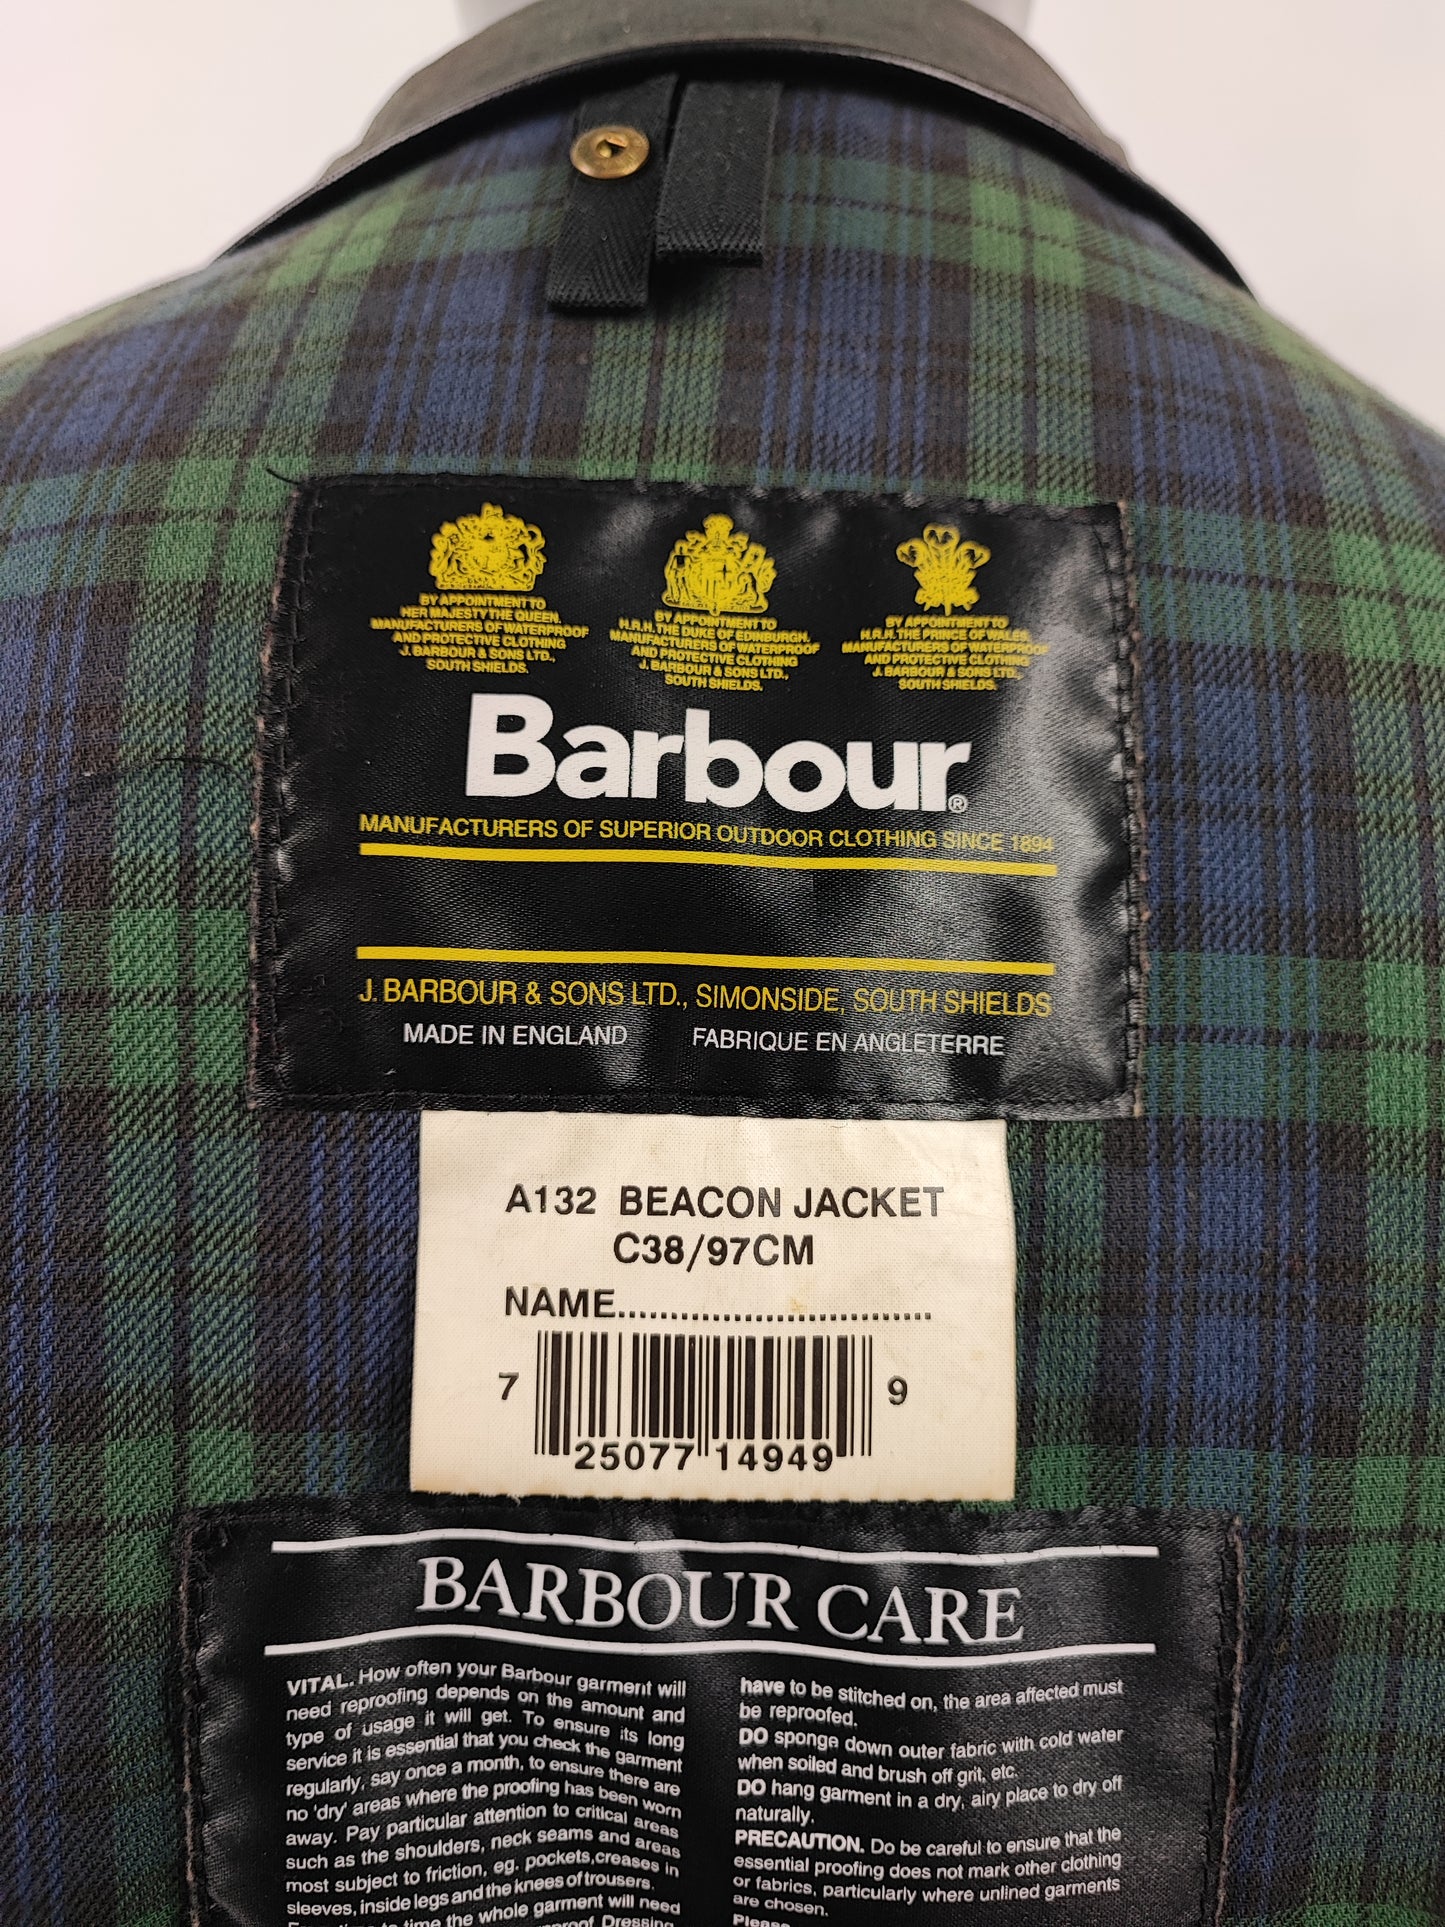 BY APPOINTMENT TO
HER MAJESTY THE QUEEN.
MANUFACTURERS OF WATERPROOF
AND PROTECTIVE CLOTHING
J. BARBOUR & SONS LTD.,
SOUTH SHIELDS.
BY APPOINTMENT TO
H.R.H. THE DUKE OF EDINBURGH.
MANUFACTURERS OF WATERPROOF
AND PROTECTIVE CLOTHING
J. BARBOUR & SONS LTD.,
SOUTH SHIELDS.
BY APPOINTMENT TO
H.R.H. THE PRINCE OF WALES.
MANUFACTURERS OF WATERPROOF
AND PROTECTIVE CLOTHING
J. BARBOUR & SONS LTD.,
SOUTH SHIELDS.
Barbour®
MANUFACTURERS OF SUPERIOR OUTDOOR CLOTHING SINCE 1894
J. BARBOUR & SONS LTD., SIMONSIDE, SOUTH SHIELDS
MADE IN ENGLAND FABRIQUE EN ANGLETERRE
A132 BEACON JACKET
C38/97CM
NAME..............................
7 25077 14949 9
BARBOUR CARE
VITAL. How often your Barbour garment will
need reproofing depends on the amount and
type of usage it will get. To ensure its long
service it is essential that you check the garment
regularly, say once a month, to ensure there are
no 'dry' areas where the proofing has been worn
away. Pay particular attention to critical areas
such as the shoulders, neck seams and areas
most subject to friction, eg. pockets,creases in
sleeves, inside legs and the knees of trousers.
time the whole garment will need
Dressing
have to be stitched on, the area affected must
be reproofed.
DO sponge down outer fabric with cold water
when soiled and brush off grit, etc.
DO hang garment in a dry, airy place to dry off
naturally.
PRECAUTION. Do be careful to ensure that the
essential proofing does not mark other clothing
or fabrics, particularly where unlined garments
are chosen.
Please